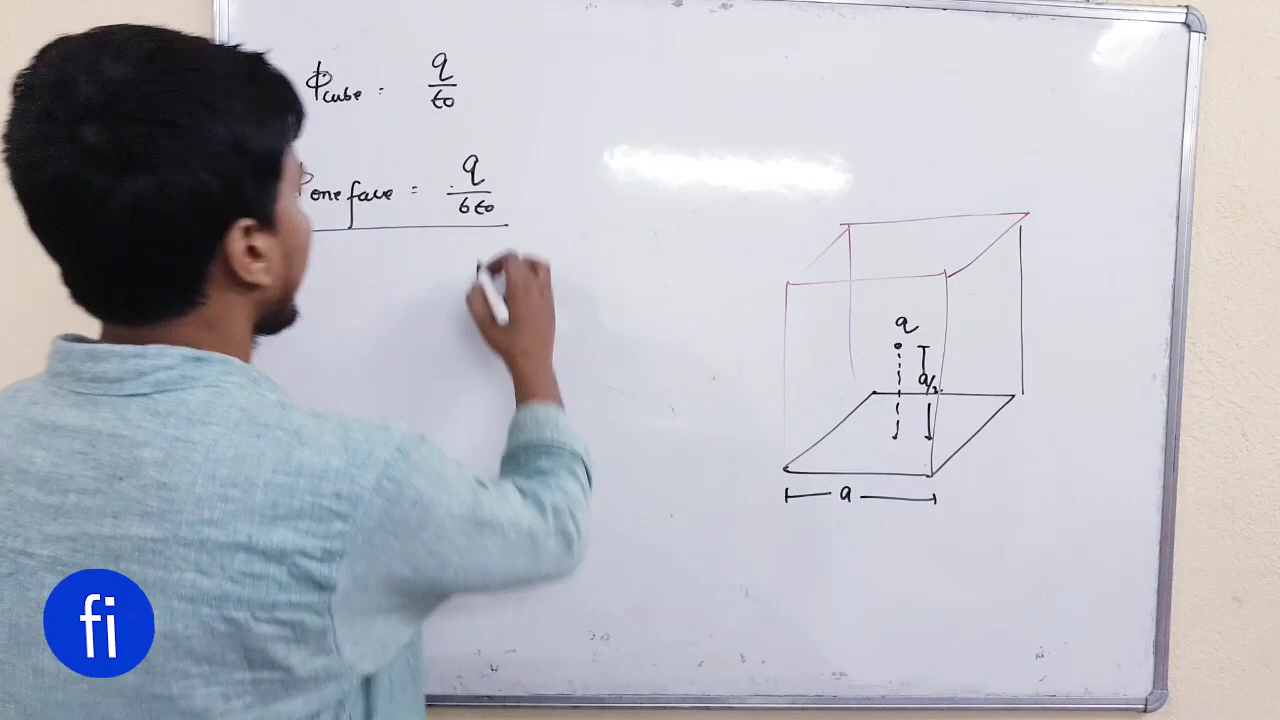 ϕcube = q/ε0
ϕone face = q/6ε0
q
a/2
a
fi